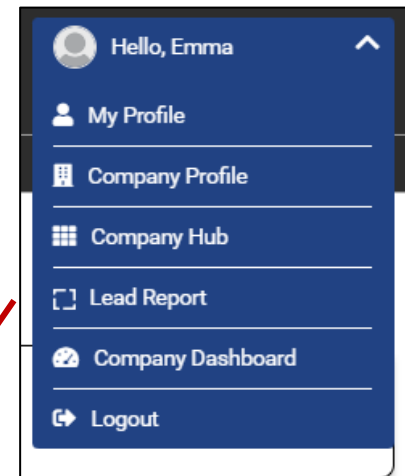 Hello, Emma
My Profile
Company Profile
Company Hub
Lead Report
Company Dashboard
Logout